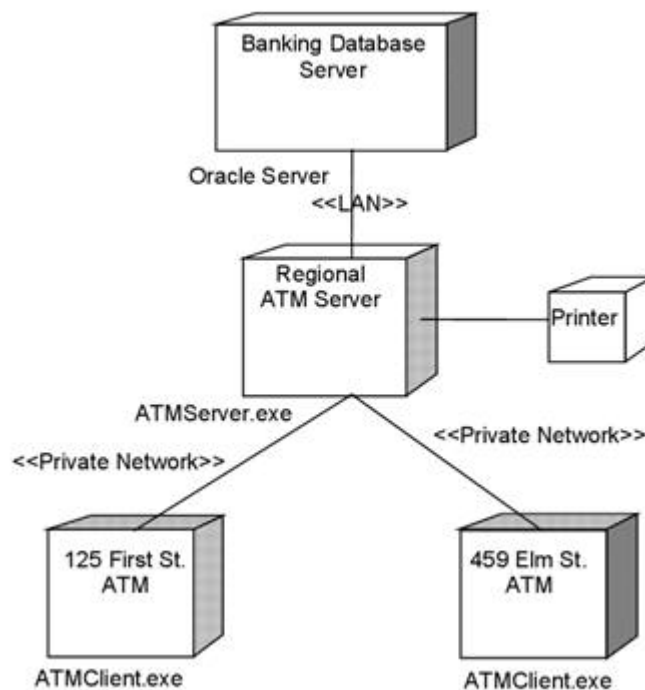 Banking Database
Server
Oracle Server
<<LAN>>
Regional
ATM Server
Printer
ATMServer.exe
<<Private Network>>
<<Private Network>>
125 First St.
ATM
459 Elm St.
ATM
ATMClient.exe
ATMClient.exe